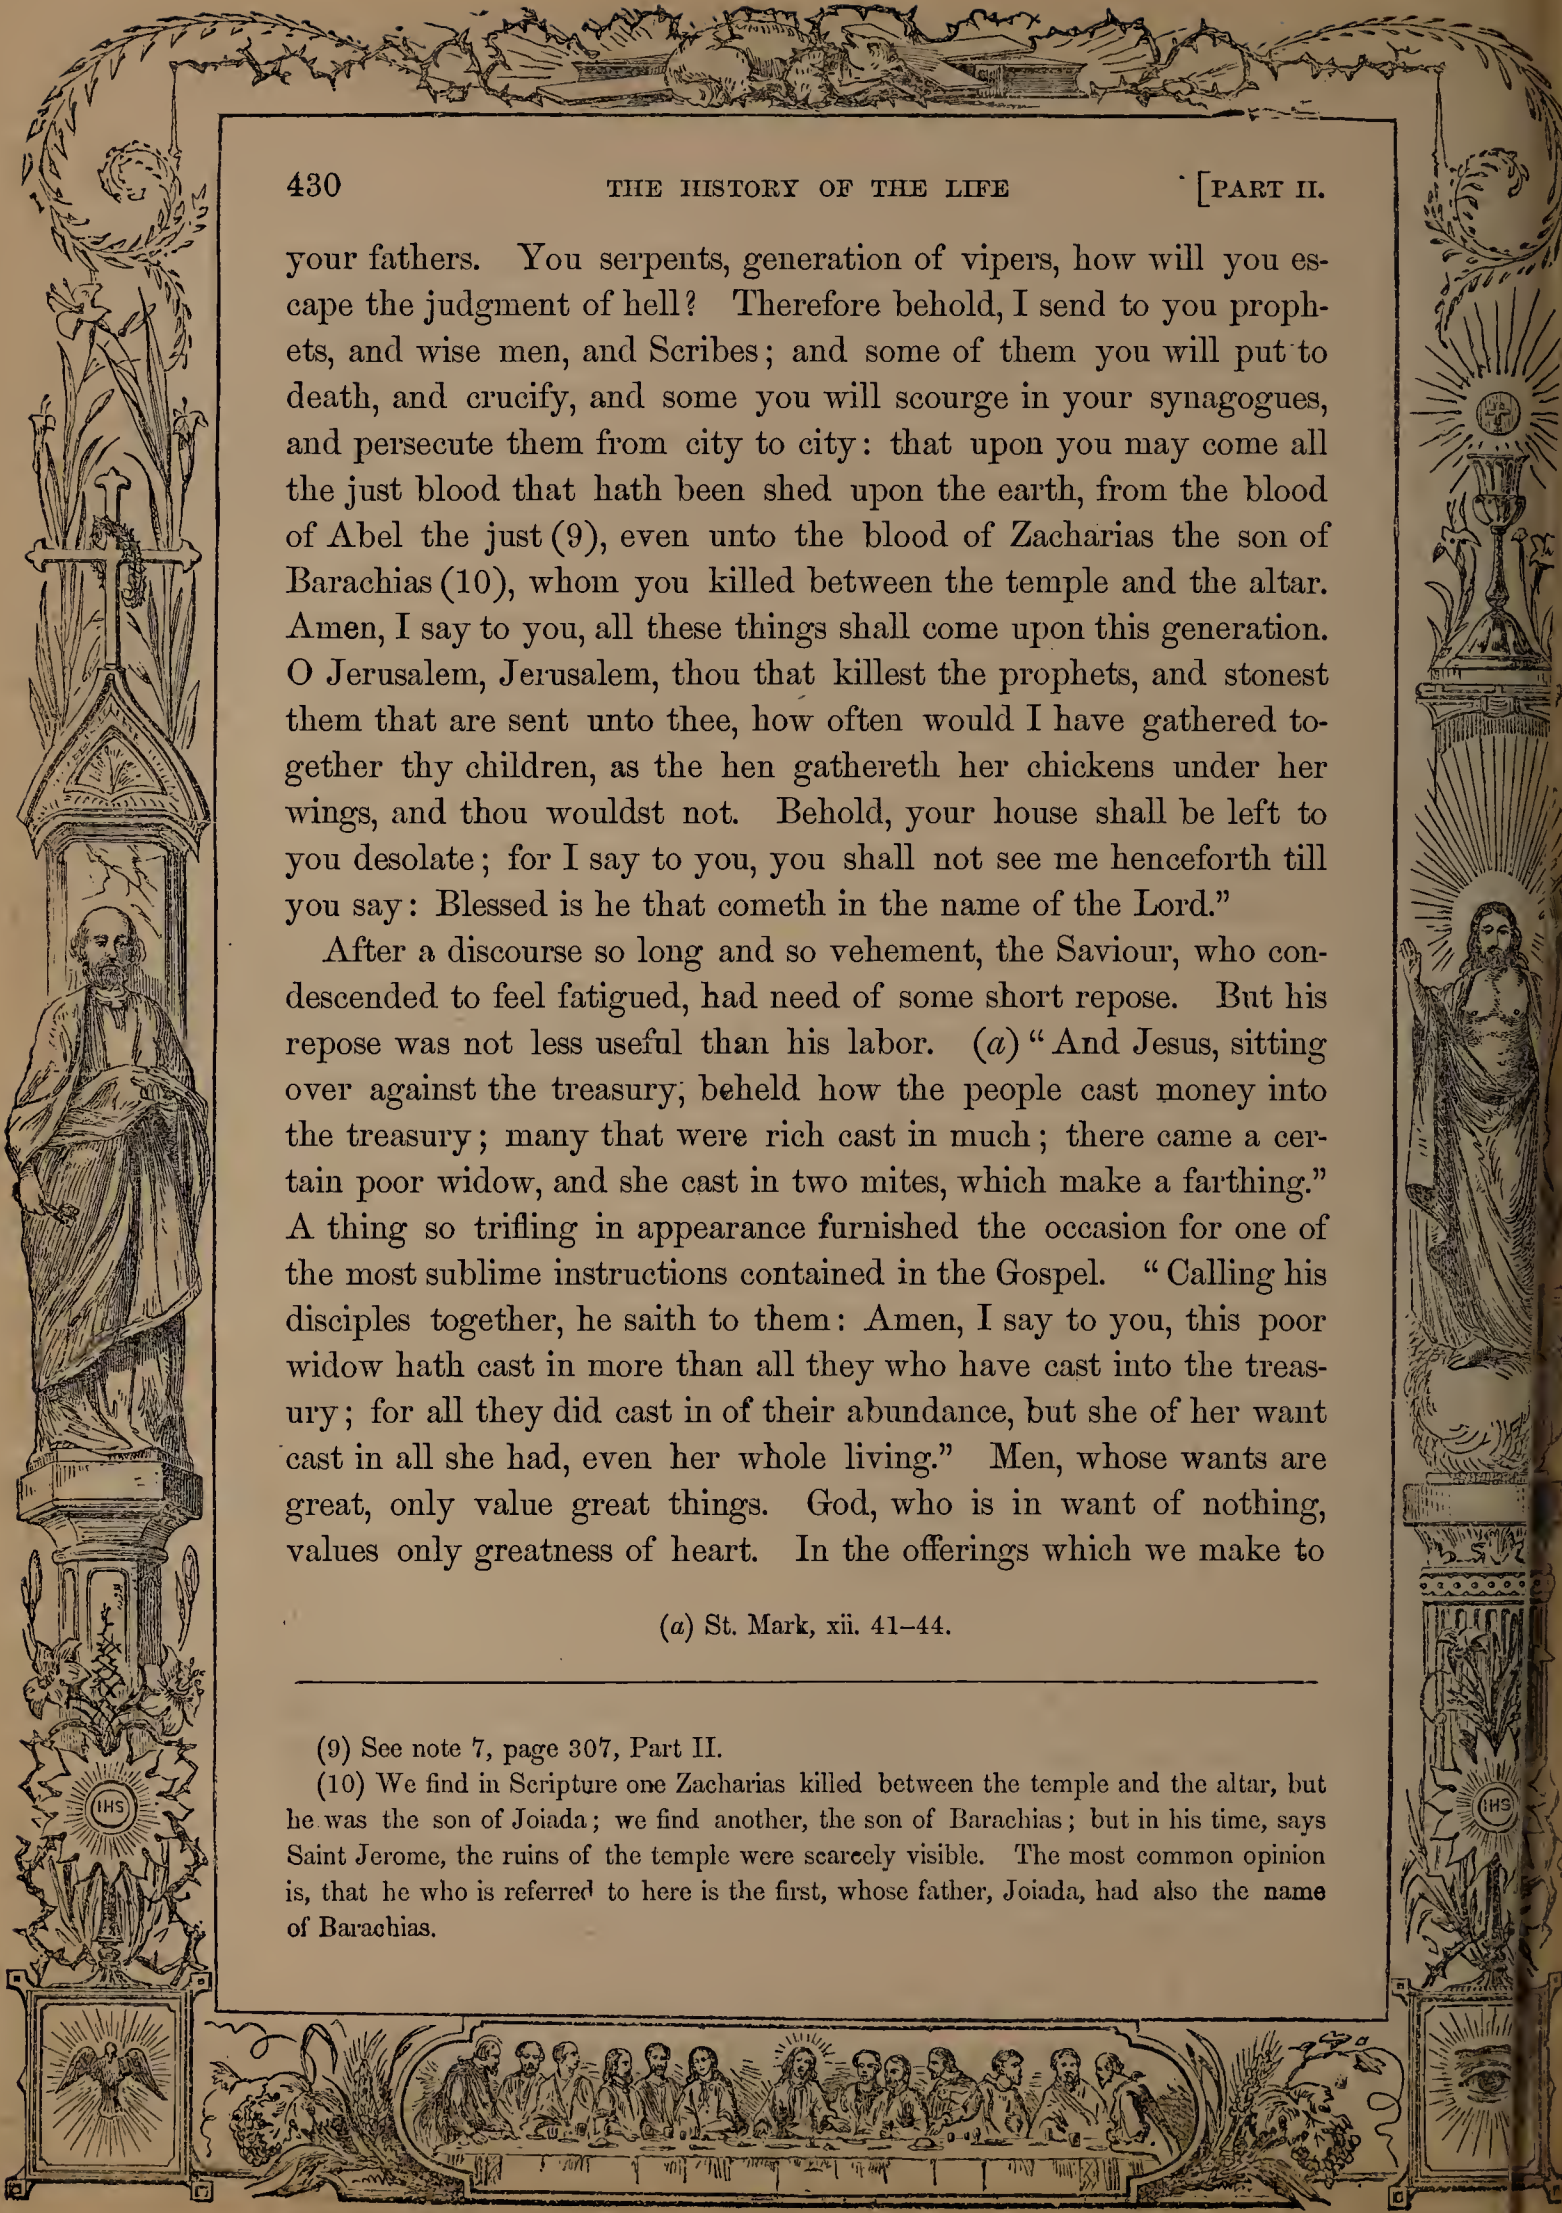 430 THE HISTORY OF THE LIFE [PART II.
your fathers. You serpents, generation of vipers, how will you es-
cape the judgment of hell? Therefore behold, I send to you proph-
ets, and wise men, and Scribes; and some of them you will put to
death, and crucify, and some you will scourge in your synagogues,
and persecute them from city to city: that upon you may come all
the just blood that hath been shed upon the earth, from the blood
of Abel the just (9), even unto the blood of Zacharias the son of
Barachias (10), whom you killed between the temple and the altar.
Amen, I say to you, all these things shall come upon this generation.
O Jerusalem, Jerusalem, thou that killest the prophets, and stonest
them that are sent unto thee, how often would I have gathered to-
gether thy children, as the hen gathereth her chickens under her
wings, and thou wouldst not. Behold, your house shall be left to
you desolate; for I say to you, you shall not see me henceforth till
you say: Blessed is he that cometh in the name of the Lord.”
After a discourse so long and so vehement, the Saviour, who con-
descended to feel fatigued, had need of some short repose. But his
repose was not less useful than his labor. (a) “And Jesus, sitting
over against the treasury, beheld how the people cast money into
the treasury; many that were rich cast in much; there came a cer-
tain poor widow, and she cast in two mites, which make a farthing.”
A thing so trifling in appearance furnished the occasion for one of
the most sublime instructions contained in the Gospel. “Calling his
disciples together, he saith to them: Amen, I say to you, this poor
widow hath cast in more than all they who have cast into the treas-
ury; for all they did cast in of their abundance, but she of her want
cast in all she had, even her whole living.” Men, whose wants are
great, only value great things. God, who is in want of nothing,
values only greatness of heart. In the offerings which we make to
(a) St. Mark, xii. 41–44.
(9) See note 7, page 307, Part II.
(10) We find in Scripture one Zacharias killed between the temple and the altar, but
he was the son of Joiada; we find another, the son of Barachias; but in his time, says
Saint Jerome, the ruins of the temple were scarcely visible. The most common opinion
is, that he who is referred to here is the first, whose father, Joiada, had also the name
of Barachias.
IHS
IHS